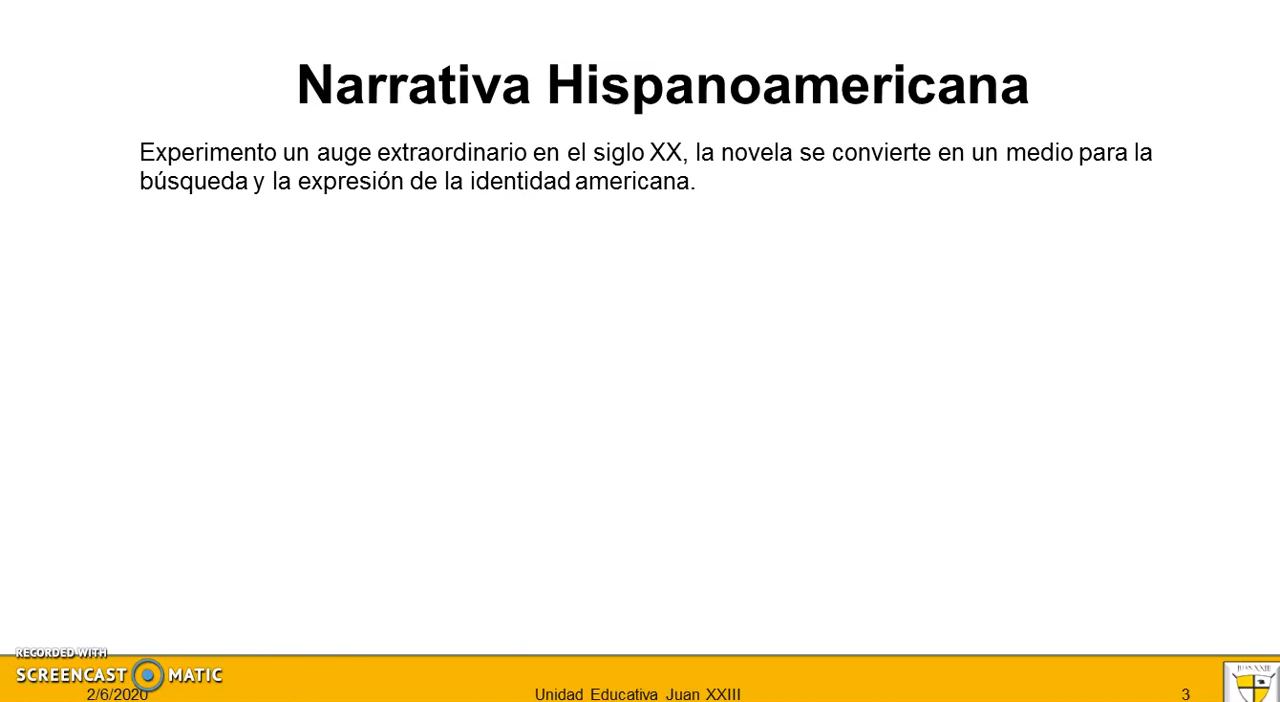 Narrativa Hispanoamericana
Experimento un auge extraordinario en el siglo XX, la novela se convierte en un medio para la
búsqueda y la expresión de la identidad americana.
RECORDED WITH
SCREENCAST MATIC
2/6/2020
Unidad Educativa Juan XXIII
3
JUAN XXIII